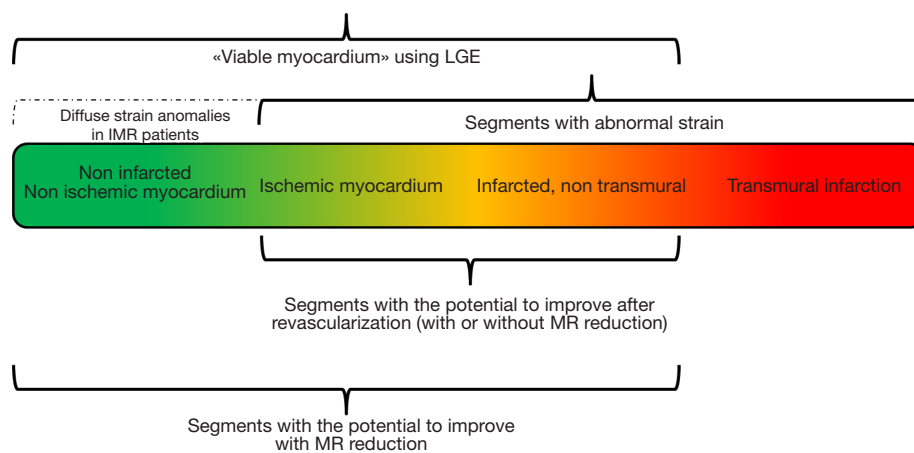 «Viable myocardium» using LGE
Diffuse strain anomalies
in IMR patients
Segments with abnormal strain
Non infarcted
Non ischemic myocardium
Ischemic myocardium
Infarcted, non transmural
Transmural infarction
Segments with the potential to improve after
revascularization (with or without MR reduction)
Segments with the potential to improve
with MR reduction